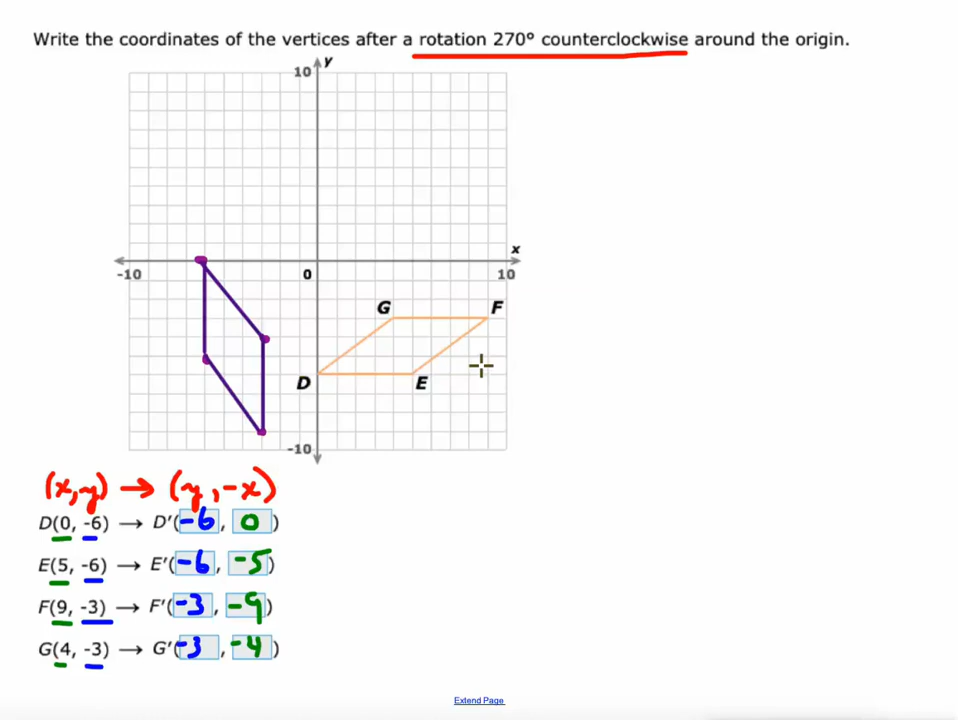 Write the coordinates of the vertices after a rotation 270° counterclockwise around the origin.
10 y
x
-10 0 10
G F
D E
-10
(x,y) → (y,-x)
D(0, -6) → D'(-6, 0)
E(5, -6) → E'(-6, -5)
F(9, -3) → F'(-3, -9)
G(4, -3) → G'(-3, -4)
Extend Page